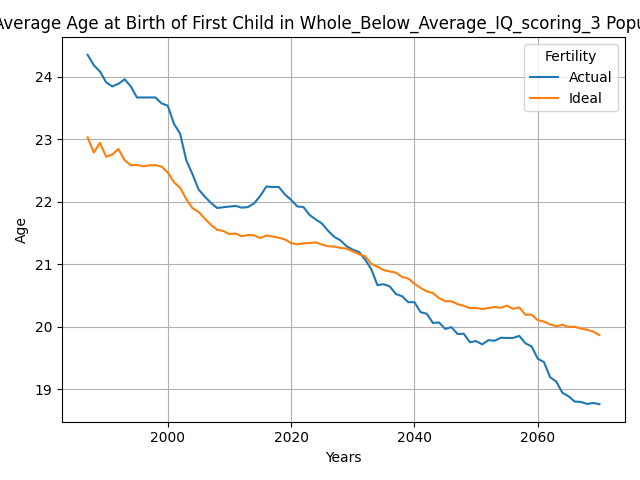 Average Age at Birth of First Child in Whole_Below_Average_IQ_scoring_3
Fertility
Actual
Ideal
24
23
22
21
20
19
Age
2000
2020
2040
2060
Years